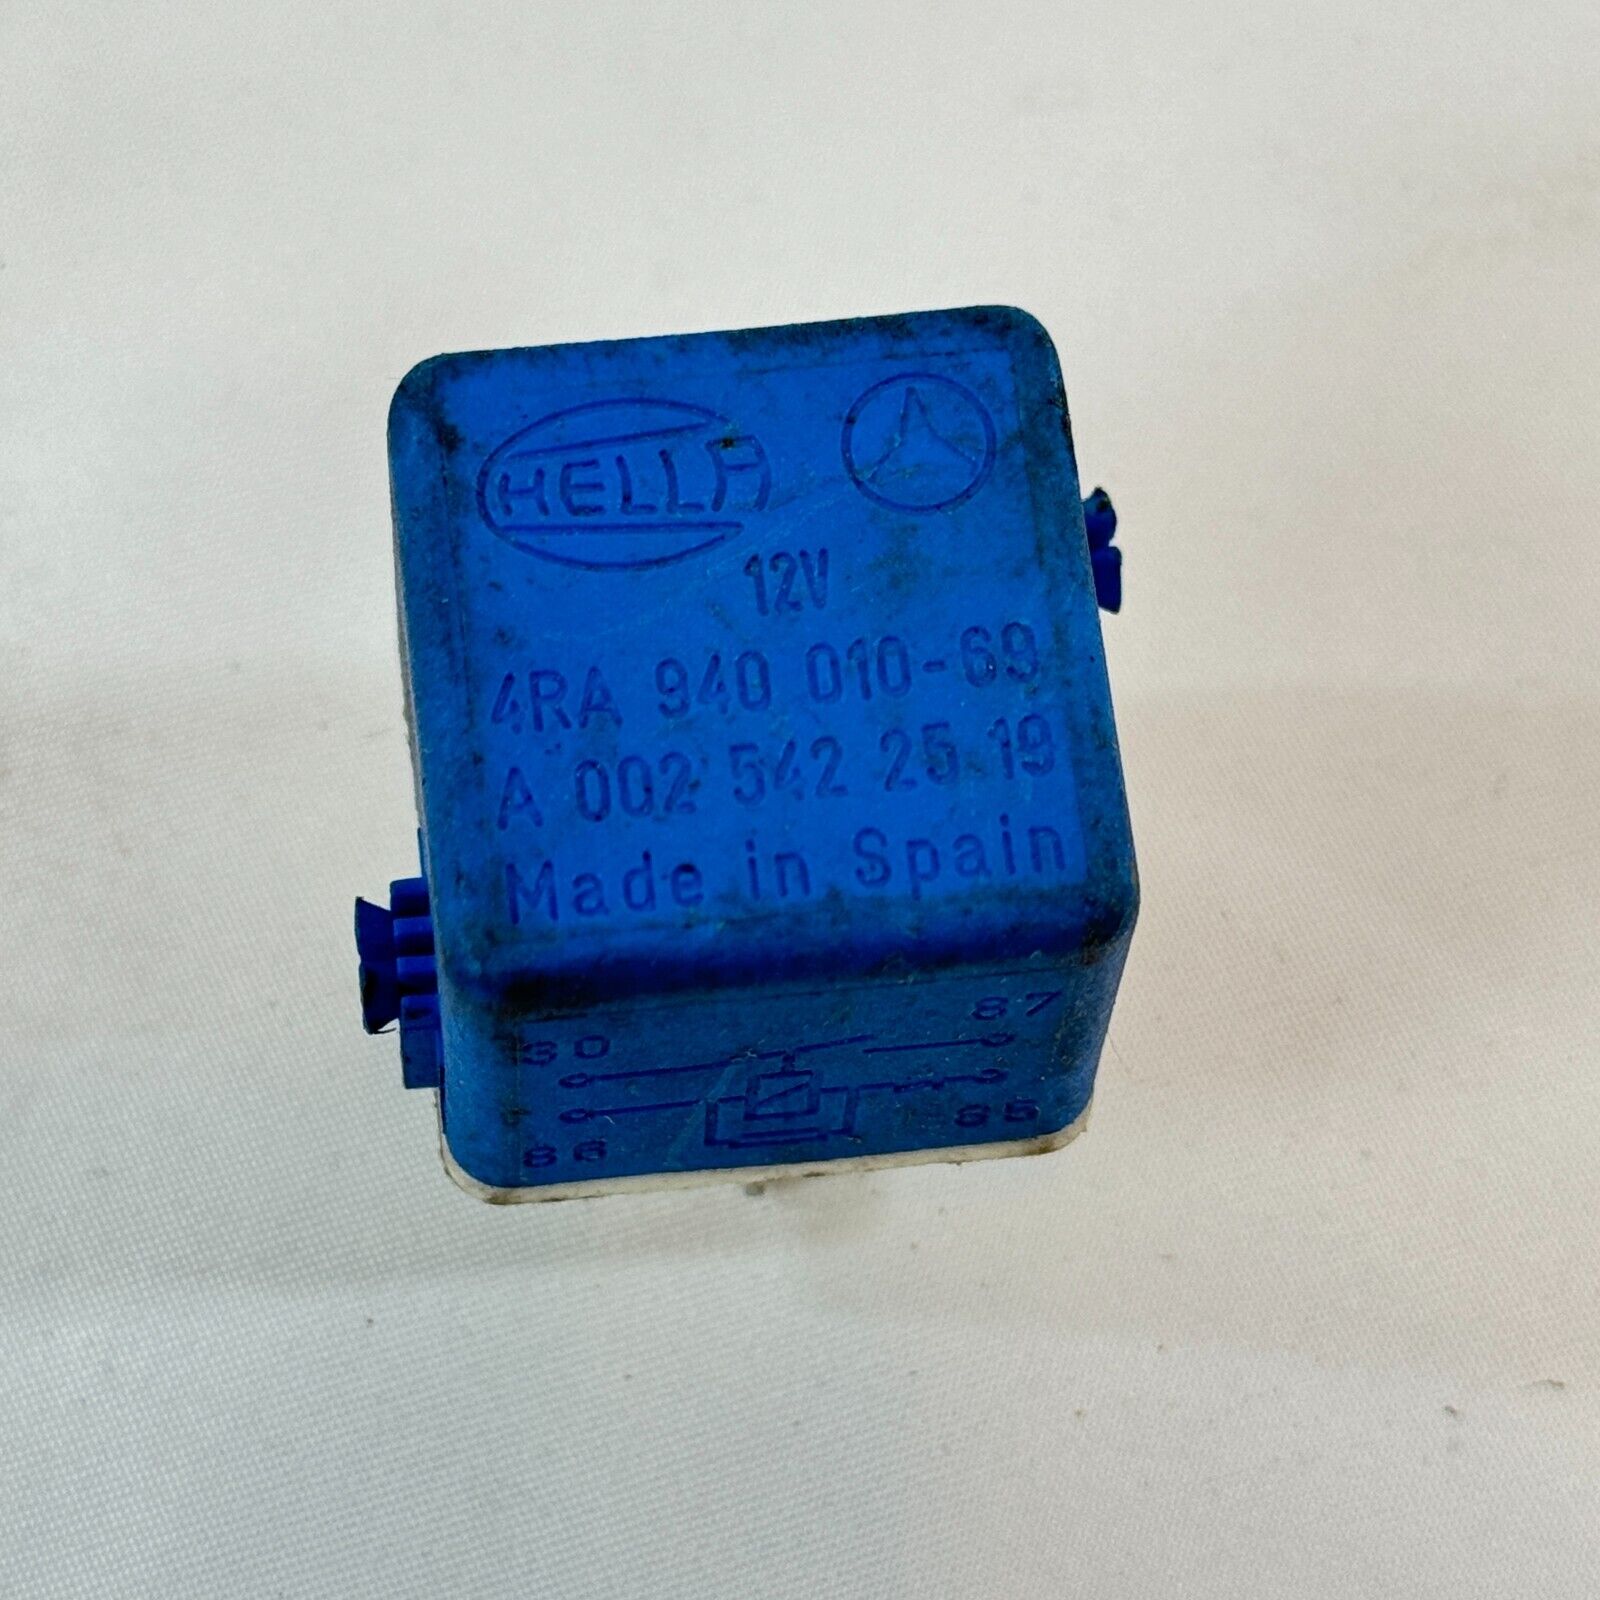 HELLA
12V
4RA 940 010-69
A 002 542 25 19
Made in Spain
30 87
86 85